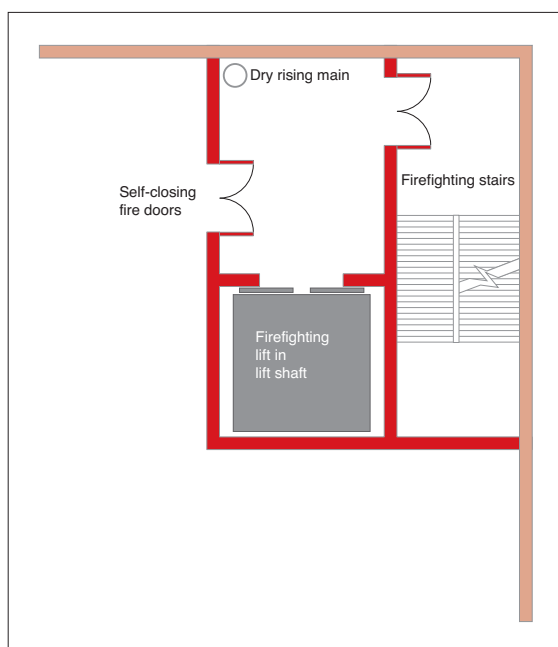 Dry rising main
Self-closing
fire doors
Firefighting stairs
Firefighting
lift in
lift shaft